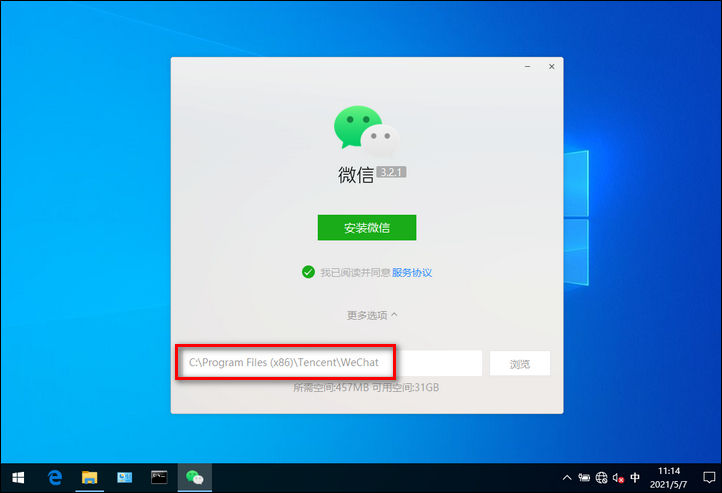 微信 3.2.1
安装微信
我已阅读并同意 服务协议
更多选项
C:\Program Files (x86)\Tencent\WeChat
浏览
所需空间:457MB 可用空间:31GB
中
11:14
2021/5/7